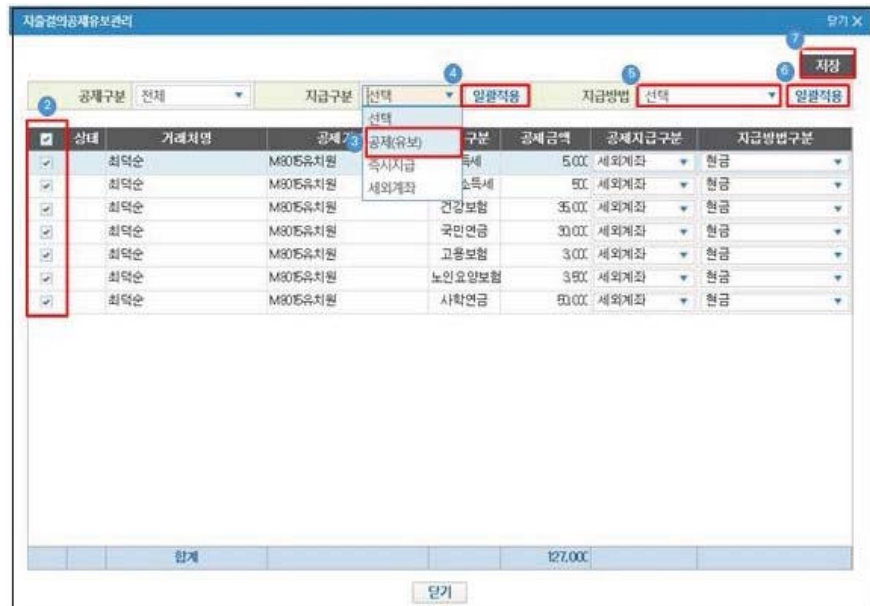 지출결의공제유보관리 닫기 X
7
저장
2 공제구분 전체 지급구분 선택 4 일괄적용 지급방법 5 선택 6 일괄적용
선택
3 공제(유보)
즉시지급
세외계좌
상태 거래처명 구분 공제금액 공제지급구분 지급방법구분
최덕순 M8015유치원 5,000 세외계좌 현금
최덕순 M8015유치원 500 세외계좌 현금
최덕순 M8015유치원 건강보험 35,000 세외계좌 현금
최덕순 M8015유치원 국민연금 30,000 세외계좌 현금
최덕순 M8015유치원 고용보험 3,000 세외계좌 현금
최덕순 M8015유치원 노인요양보험 3,500 세외계좌 현금
최덕순 M8015유치원 사학연금 50,000 세외계좌 현금
합계 127,000
닫기